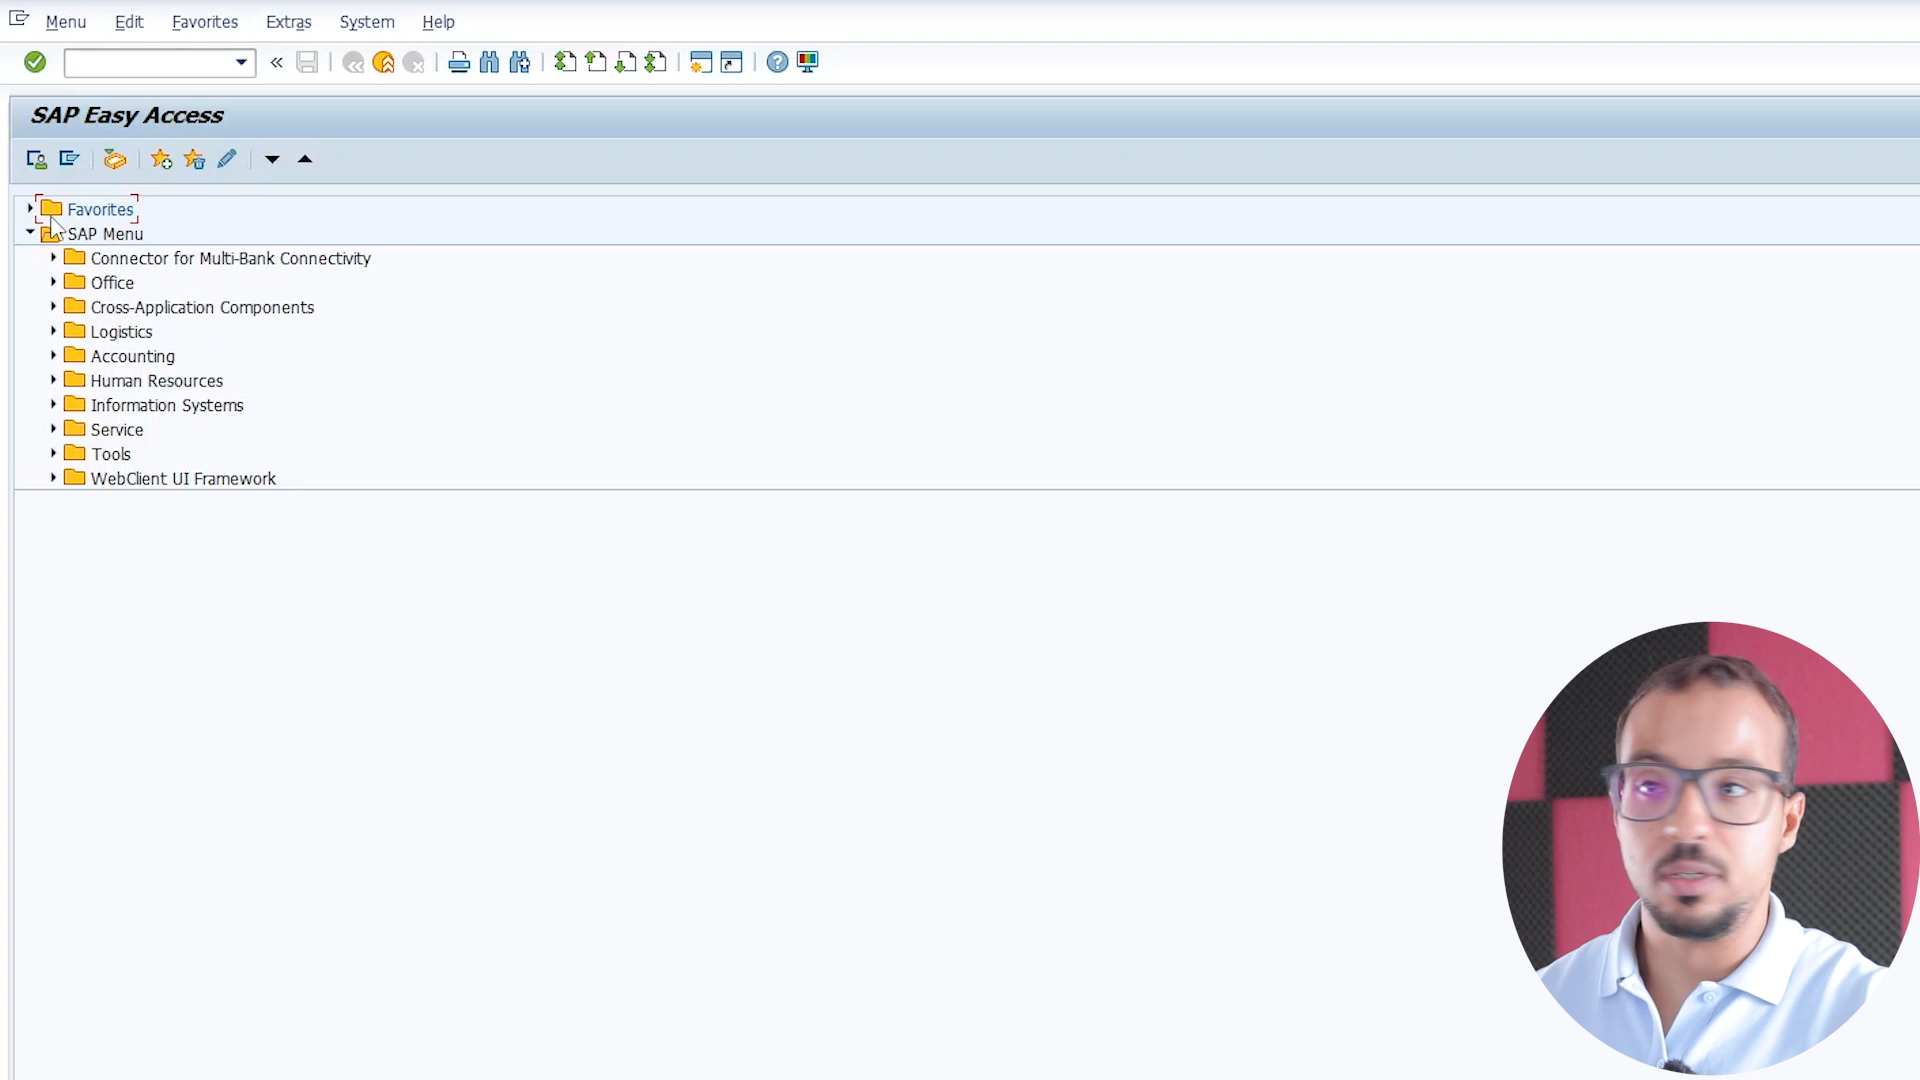 Menu Edit Favorites Extras System Help
SAP Easy Access
Favorites
SAP Menu
Connector for Multi-Bank Connectivity
Office
Cross-Application Components
Logistics
Accounting
Human Resources
Information Systems
Service
Tools
WebClient UI Framework